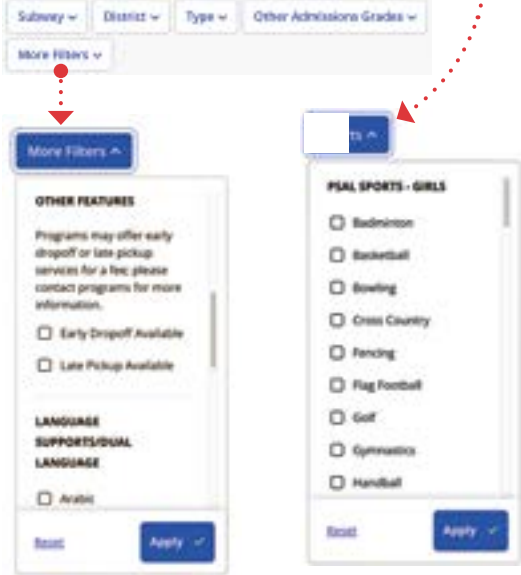 Subway
District
Type
Other Admissions Grades
More Filters
More Filters
OTHER FEATURES
Programs may offer early
dropoff or late pickup
services for a fee; please
contact programs for more
information.
Early Dropoff Available
Late Pickup Available
LANGUAGE
SUPPORTS/DUAL
LANGUAGE
Arabic
Reset
Apply
ts
PSAL SPORTS - GIRLS
Badminton
Basketball
Bowling
Cross Country
Fencing
Flag Football
Golf
Gymnastics
Handball
Reset
Apply